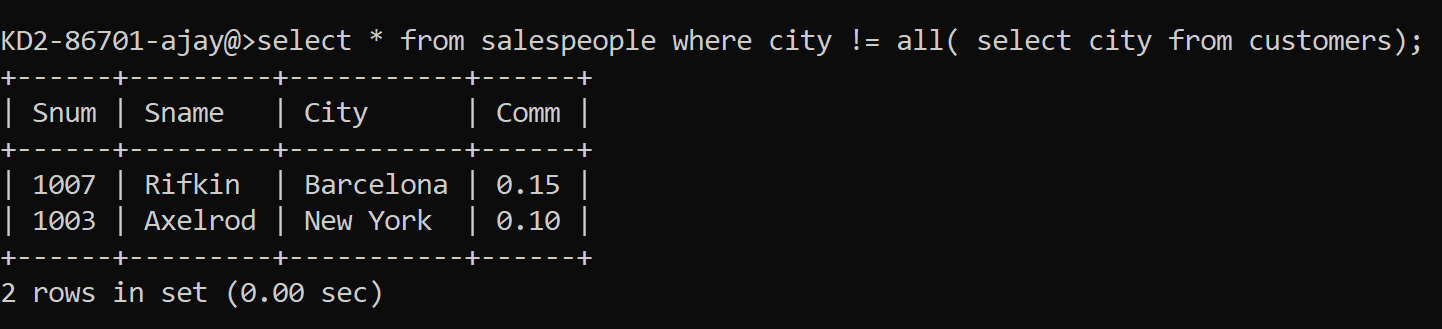 KD2-86701-ajay@>select * from salespeople where city != all( select city from customers);
+------+---------+-----------+------+
| Snum | Sname   | City      | Comm |
+------+---------+-----------+------+
| 1007 | Rifkin  | Barcelona | 0.15 |
| 1003 | Axelrod | New York  | 0.10 |
+------+---------+-----------+------+
2 rows in set (0.00 sec)